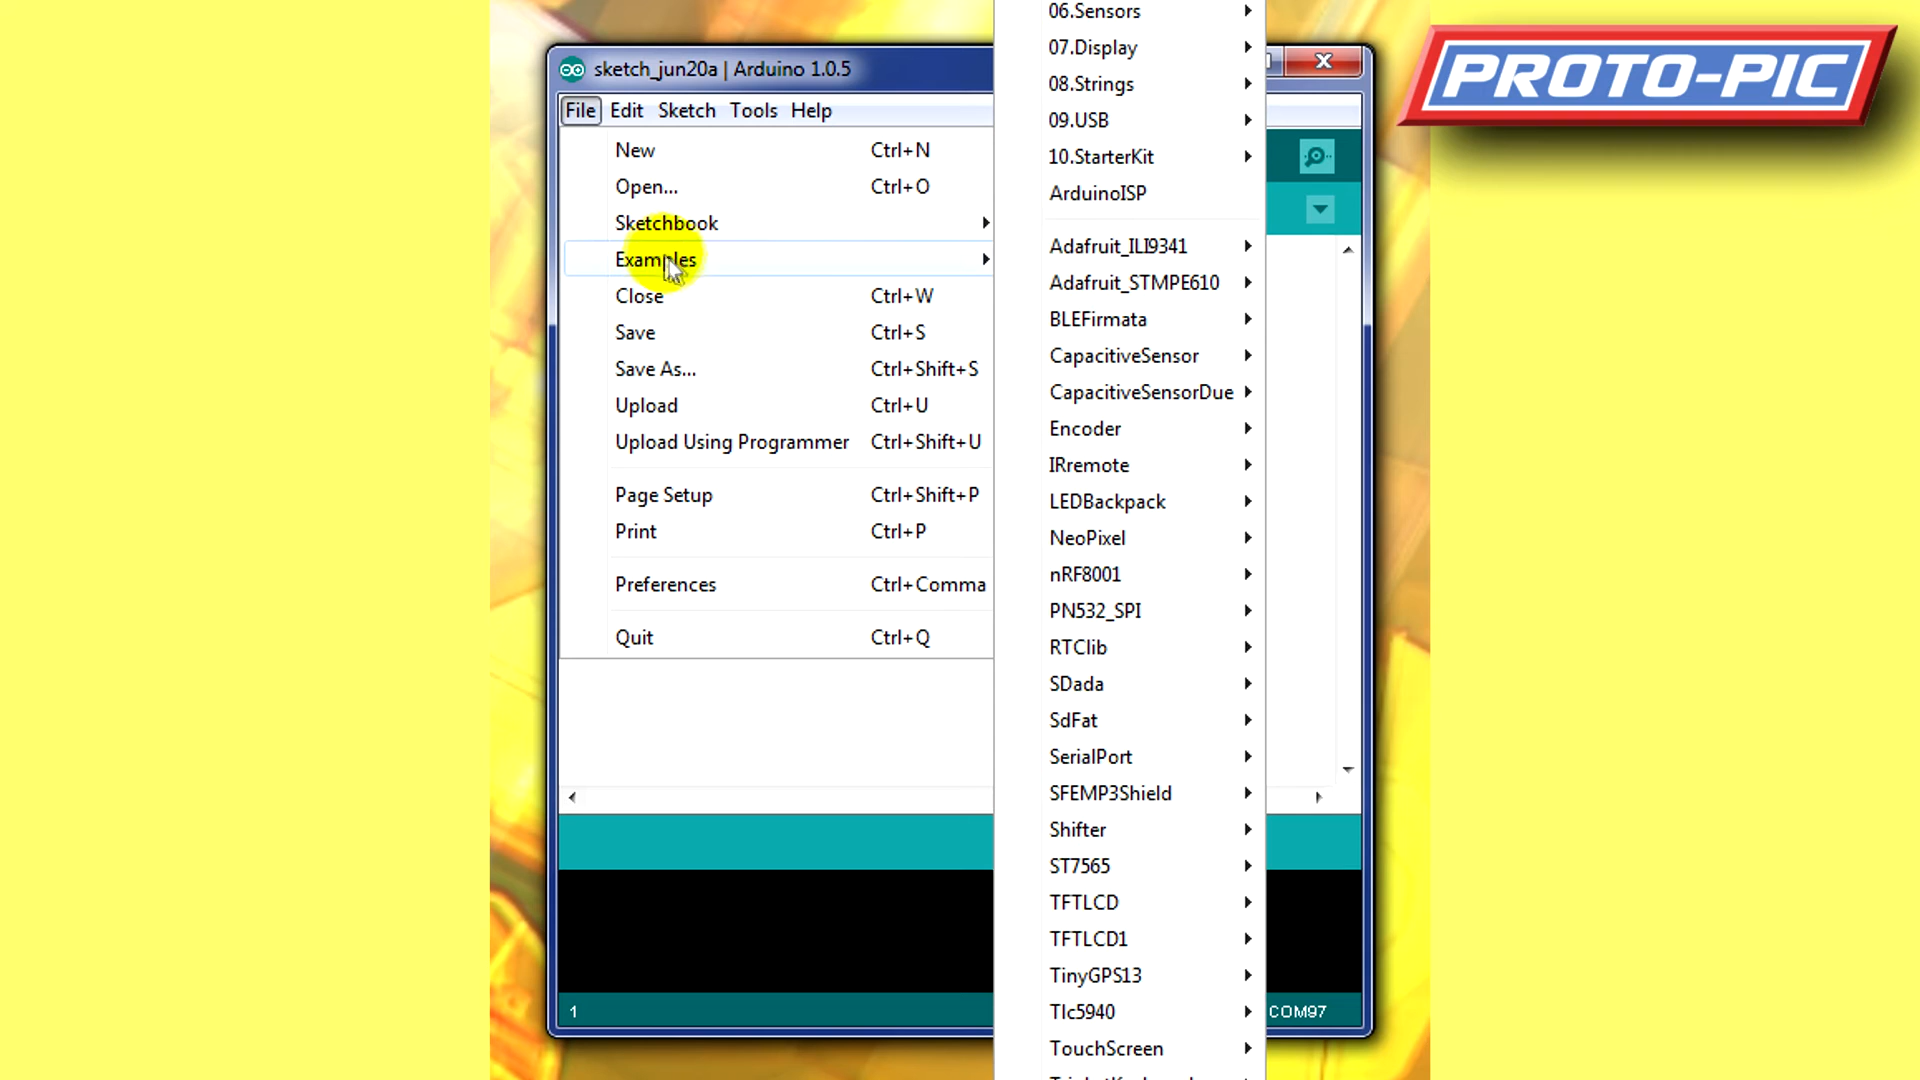 PROTO-PIC
sketch_jun20a | Arduino 1.0.5
File Edit Sketch Tools Help
New Ctrl+N
Open... Ctrl+O
Sketchbook
Examples
Close Ctrl+W
Save Ctrl+S
Save As... Ctrl+Shift+S
Upload Ctrl+U
Upload Using Programmer Ctrl+Shift+U
Page Setup Ctrl+Shift+P
Print Ctrl+P
Preferences Ctrl+Comma
Quit Ctrl+Q
06.Sensors
07.Display
08.Strings
09.USB
10.StarterKit
ArduinoISP
Adafruit_ILI9341
Adafruit_STMPE610
BLEFirmata
CapacitiveSensor
CapacitiveSensorDue
Encoder
IRremote
LEDBackpack
NeoPixel
nRF8001
PN532_SPI
RTClib
SDada
SdFat
SerialPort
SFEMP3Shield
Shifter
ST7565
TFTLCD
TFTLCD1
TinyGPS13
Tlc5940
TouchScreen
1
COM97